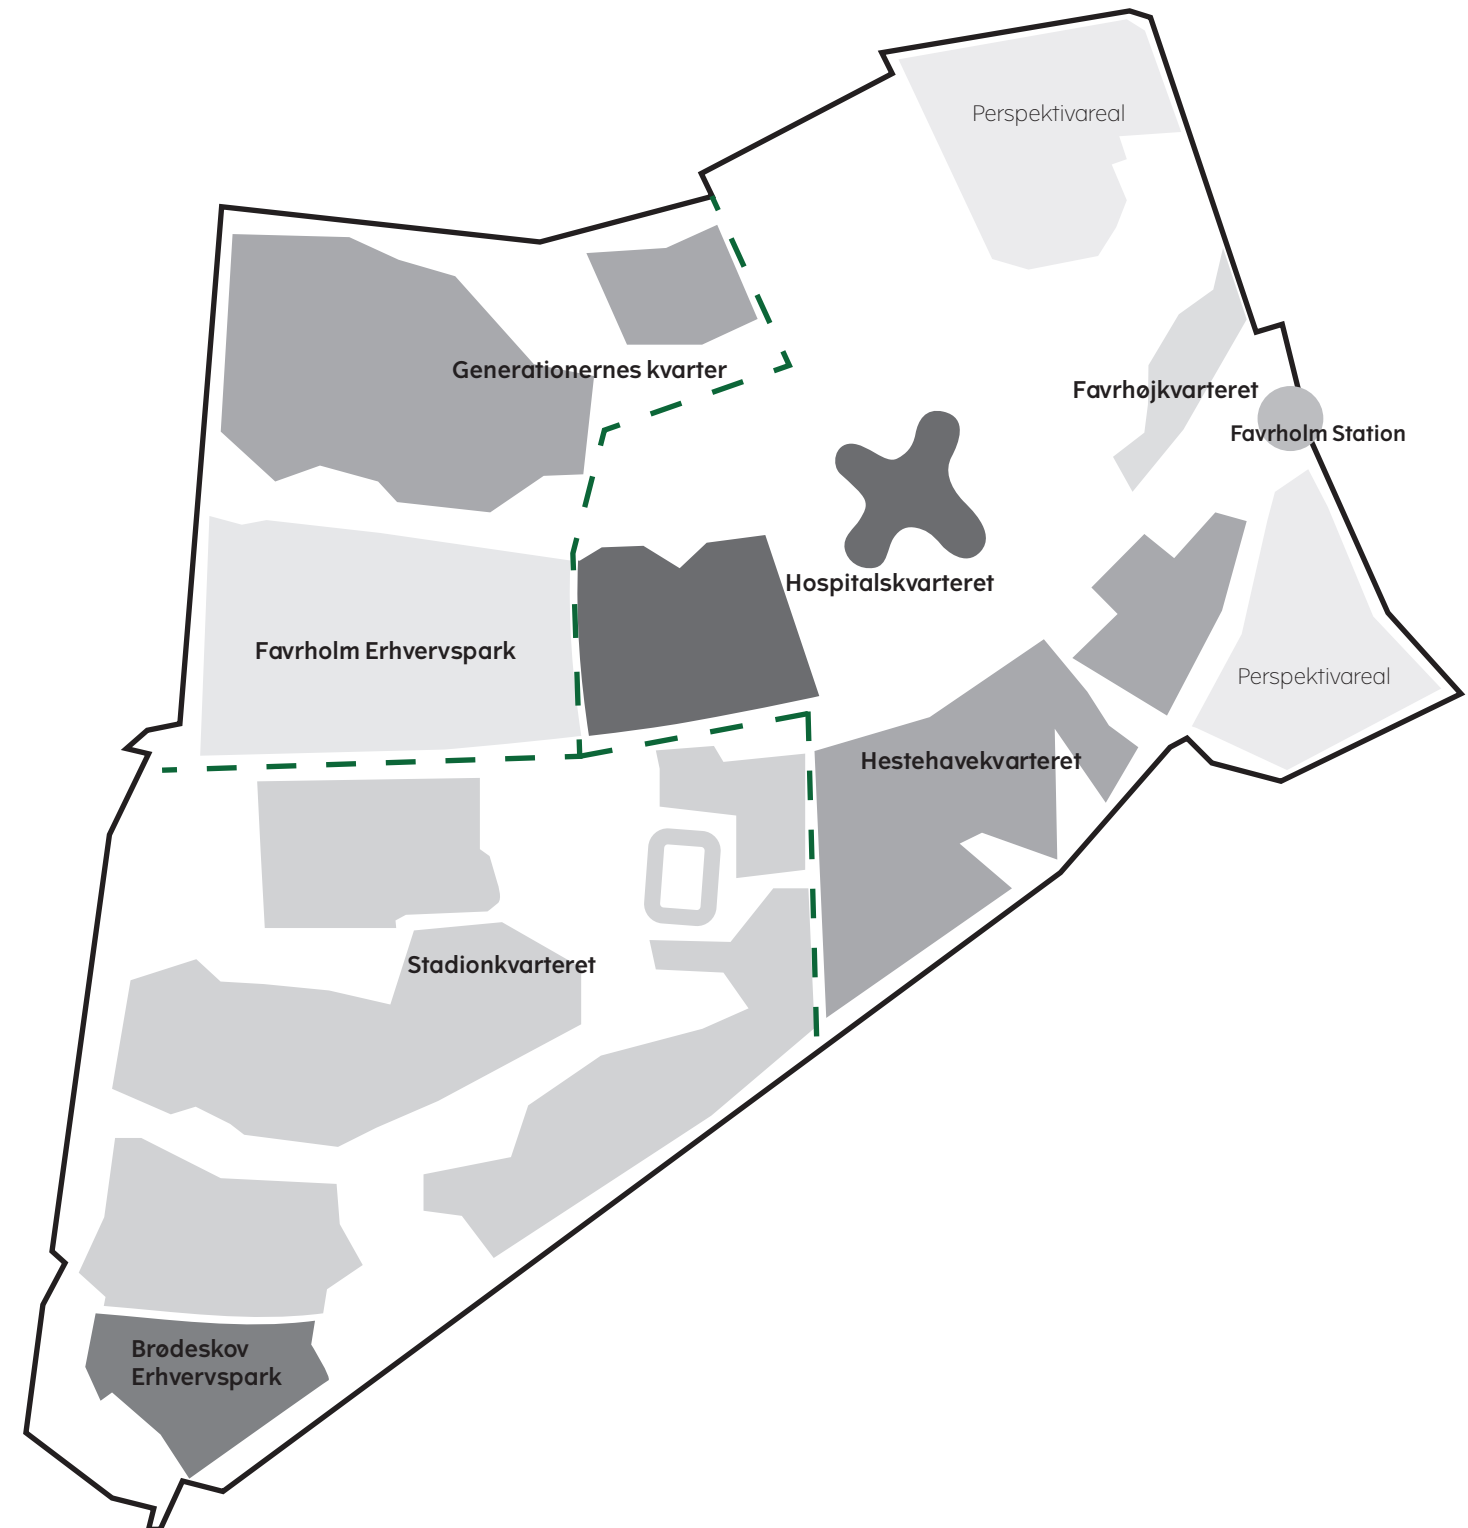 Perspektivareal
Generationernes kvarter
Favrhøjkvarteret
Favrholm Station
Hospitalskvarteret
Favrholm Erhvervspark
Perspektivareal
Hestehavekvarteret
Stadionkvarteret
Brødeskov
Erhvervspark